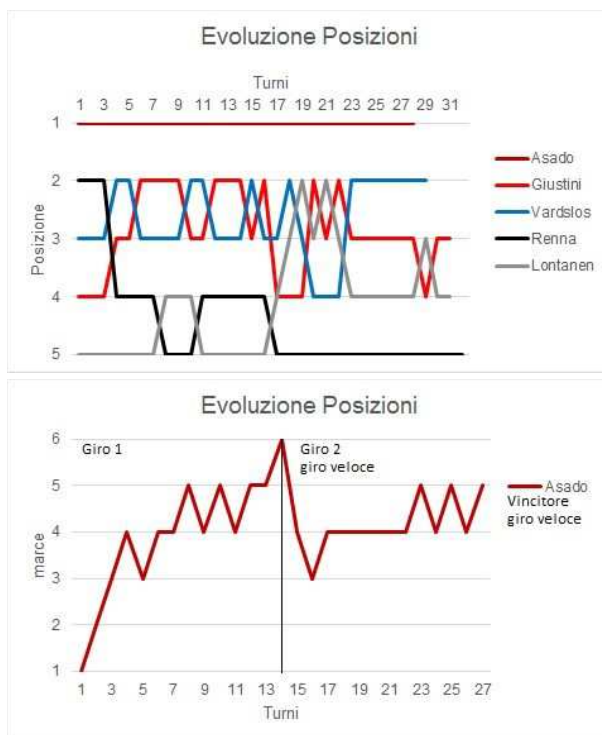 Evoluzione Posizioni
Turni
1 3 5 7 9 11 13 15 17 19 21 23 25 27 29 31
1
2
3
4
5
Posizione
Asado
Giustini
Vardslos
Renna
Lontanen
Evoluzione Posizioni
Giro 1
Giro 2
giro veloce
6
5
4
3
2
1
marce
Asado
Vincitore
giro veloce
1 3 5 7 9 11 13 15 17 19 21 23 25 27
Turni